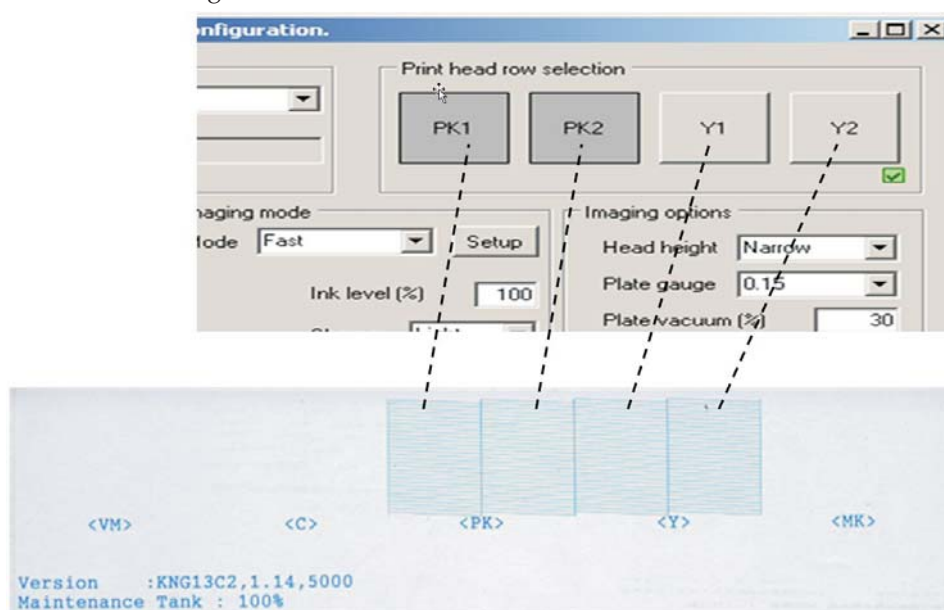 nfiguration.
Print head row selection
PK1 PK2 Y1 Y2
naging mode
Mode Fast Setup
Ink level (%) 100
Imaging options
Head height Narrow
Plate gauge 0.15
Plate vacuum (%) 30
<VM> <C> <PK> <Y> <MK>
Version :KNG13C2,1.14,5000
Maintenance Tank : 100%